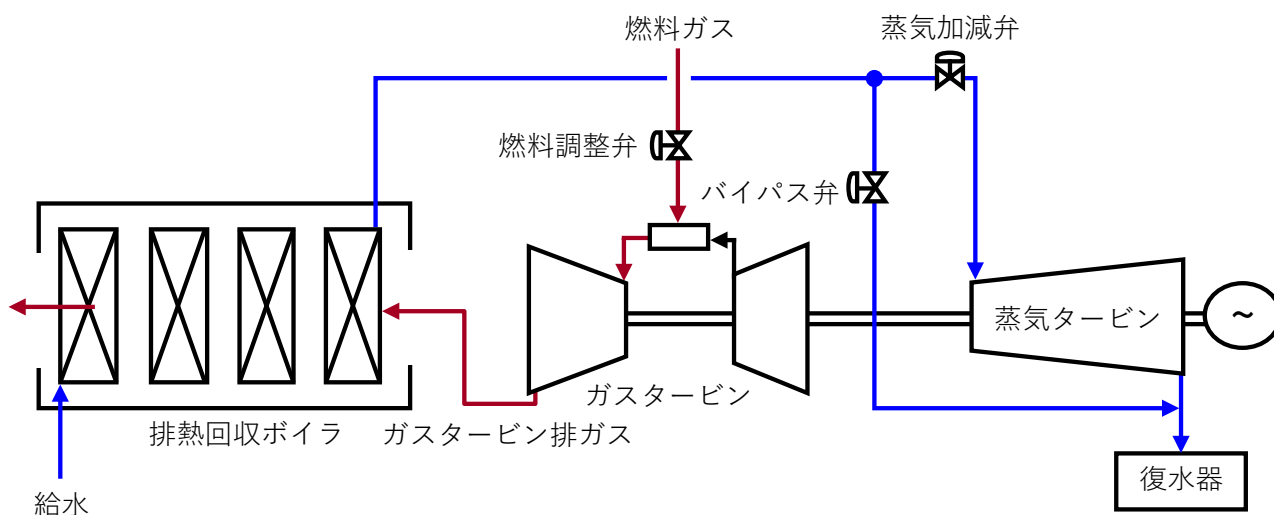 燃料ガス
蒸気加減弁
燃料調整弁
バイパス弁
蒸気タービン
~
ガスタービン
排熱回収ボイラ
ガスタービン排ガス
復水器
給水